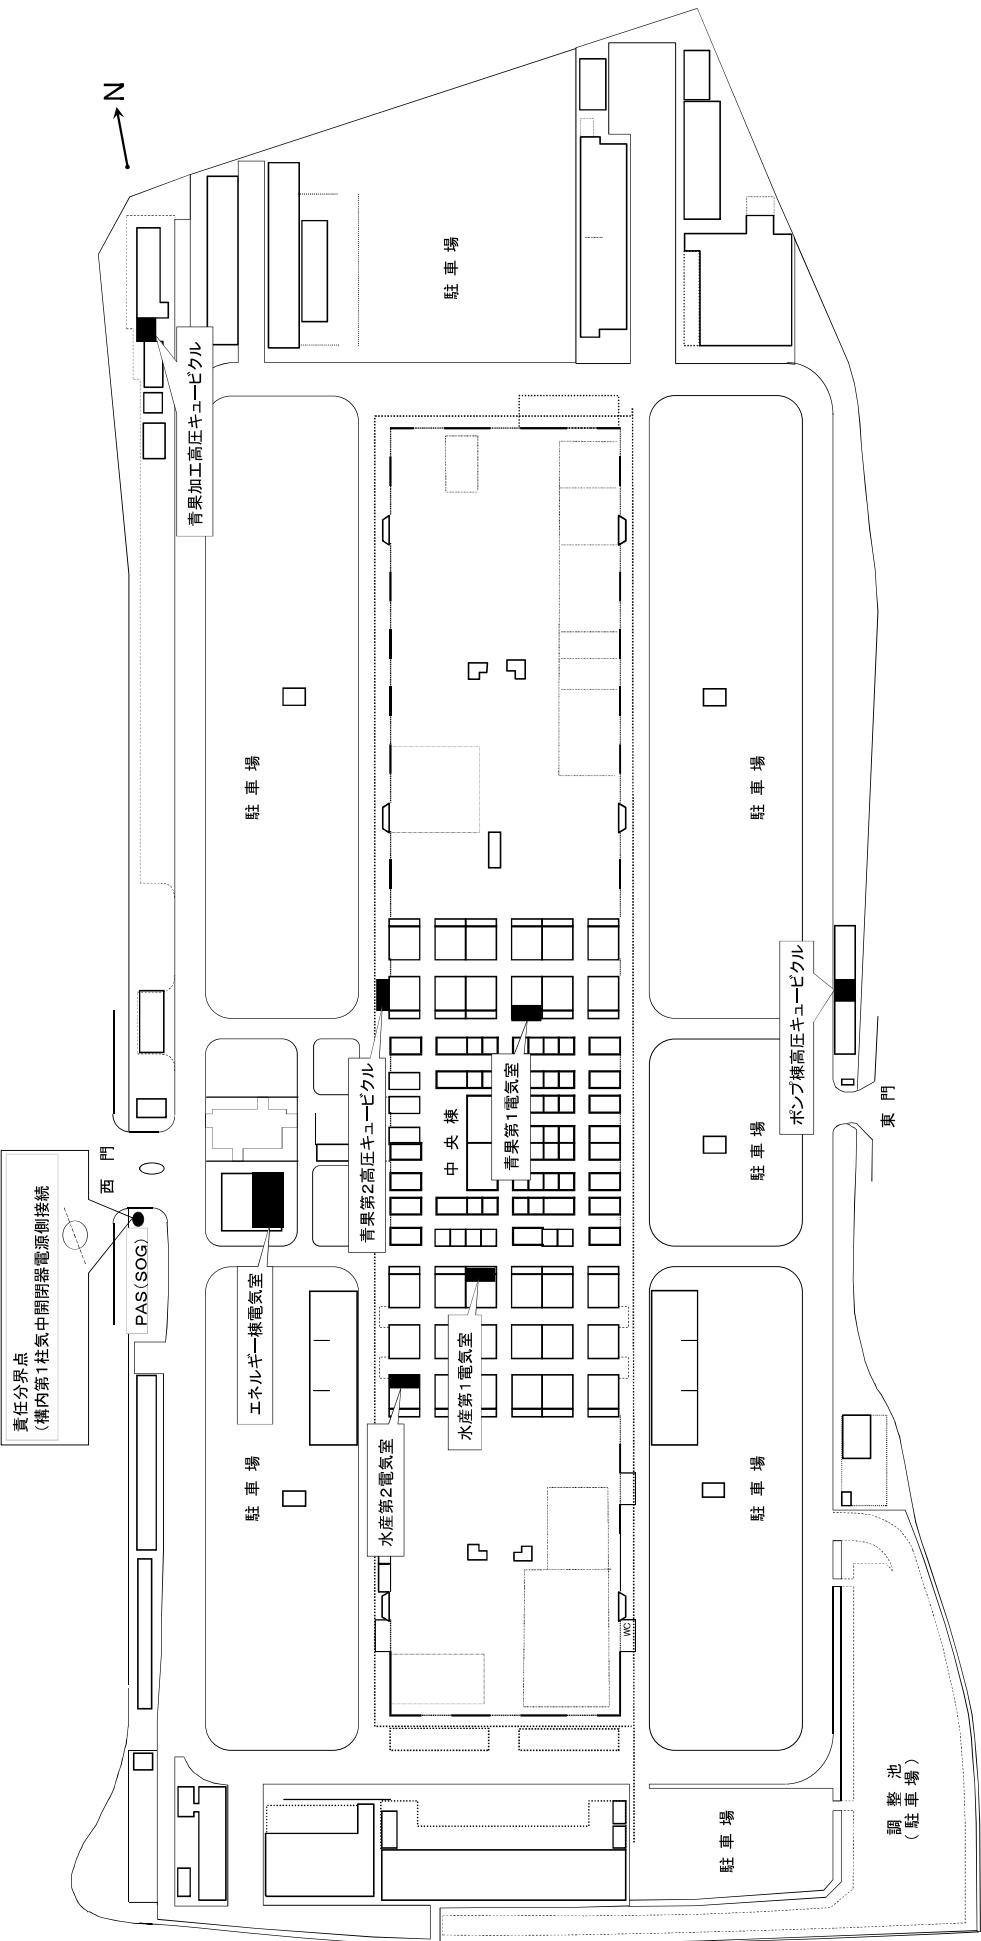 N
駐車場
青果加工高圧キュービクル
駐車場
駐車場
ポンプ棟高圧キュービクル
青果第2高圧キュービクル
青果第1電気室
中央棟
東門
駐車場
西門
責任分界点
（構内第1柱気中開閉器電源側接続
PAS(SOG)
エネルギー棟電気室
水産第1電気室
水産第2電気室
駐車場
駐車場
WC
駐車場
調整池
（駐車場）